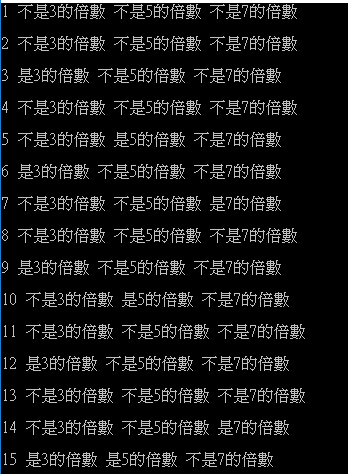 1 不是3的倍數 不是5的倍數 不是7的倍數
2 不是3的倍數 不是5的倍數 不是7的倍數
3 是3的倍數 不是5的倍數 不是7的倍數
4 不是3的倍數 不是5的倍數 不是7的倍數
5 不是3的倍數 是5的倍數 不是7的倍數
6 是3的倍數 不是5的倍數 不是7的倍數
7 不是3的倍數 不是5的倍數 是7的倍數
8 不是3的倍數 不是5的倍數 不是7的倍數
9 是3的倍數 不是5的倍數 不是7的倍數
10 不是3的倍數 是5的倍數 不是7的倍數
11 不是3的倍數 不是5的倍數 不是7的倍數
12 是3的倍數 不是5的倍數 不是7的倍數
13 不是3的倍數 不是5的倍數 不是7的倍數
14 不是3的倍數 不是5的倍數 是7的倍數
15 是3的倍數 是5的倍數 不是7的倍數